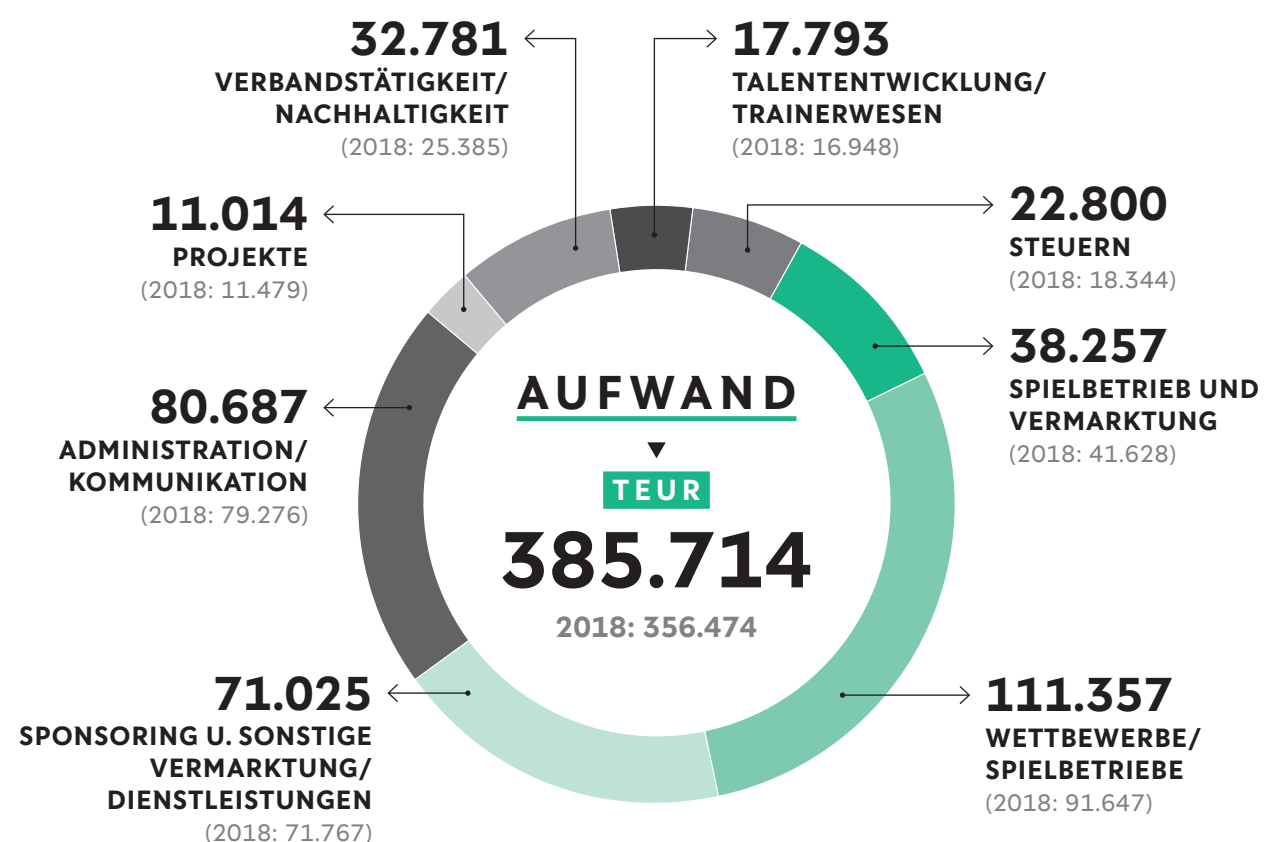 32.781
VERBANDSTÄTIGKEIT/
NACHHALTIGKEIT
(2018: 25.385)
17.793
TALENTENTWICKLUNG/
TRAINERWESEN
(2018: 16.948)
11.014
PROJEKTE
(2018: 11.479)
22.800
STEUERN
(2018: 18.344)
38.257
SPIELBETRIEB UND
VERMARKTUNG
(2018: 41.628)
80.687
ADMINISTRATION/
KOMMUNIKATION
(2018: 79.276)
AUFWAND
TEUR
385.714
2018: 356.474
71.025
SPONSORING U. SONSTIGE
VERMARKTUNG/
DIENSTLEISTUNGEN
(2018: 71.767)
111.357
WETTBEWERBE/
SPIELBETRIEBE
(2018: 91.647)